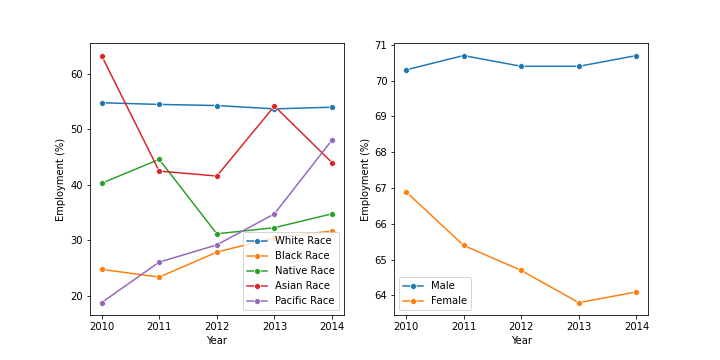 60
50
40
30
20
Employment (%)
2010 2011 2012 2013 2014
Year
White Race
Black Race
Native Race
Asian Race
Pacific Race
71
70
69
68
67
66
65
64
Employment (%)
2010 2011 2012 2013 2014
Year
Male
Female